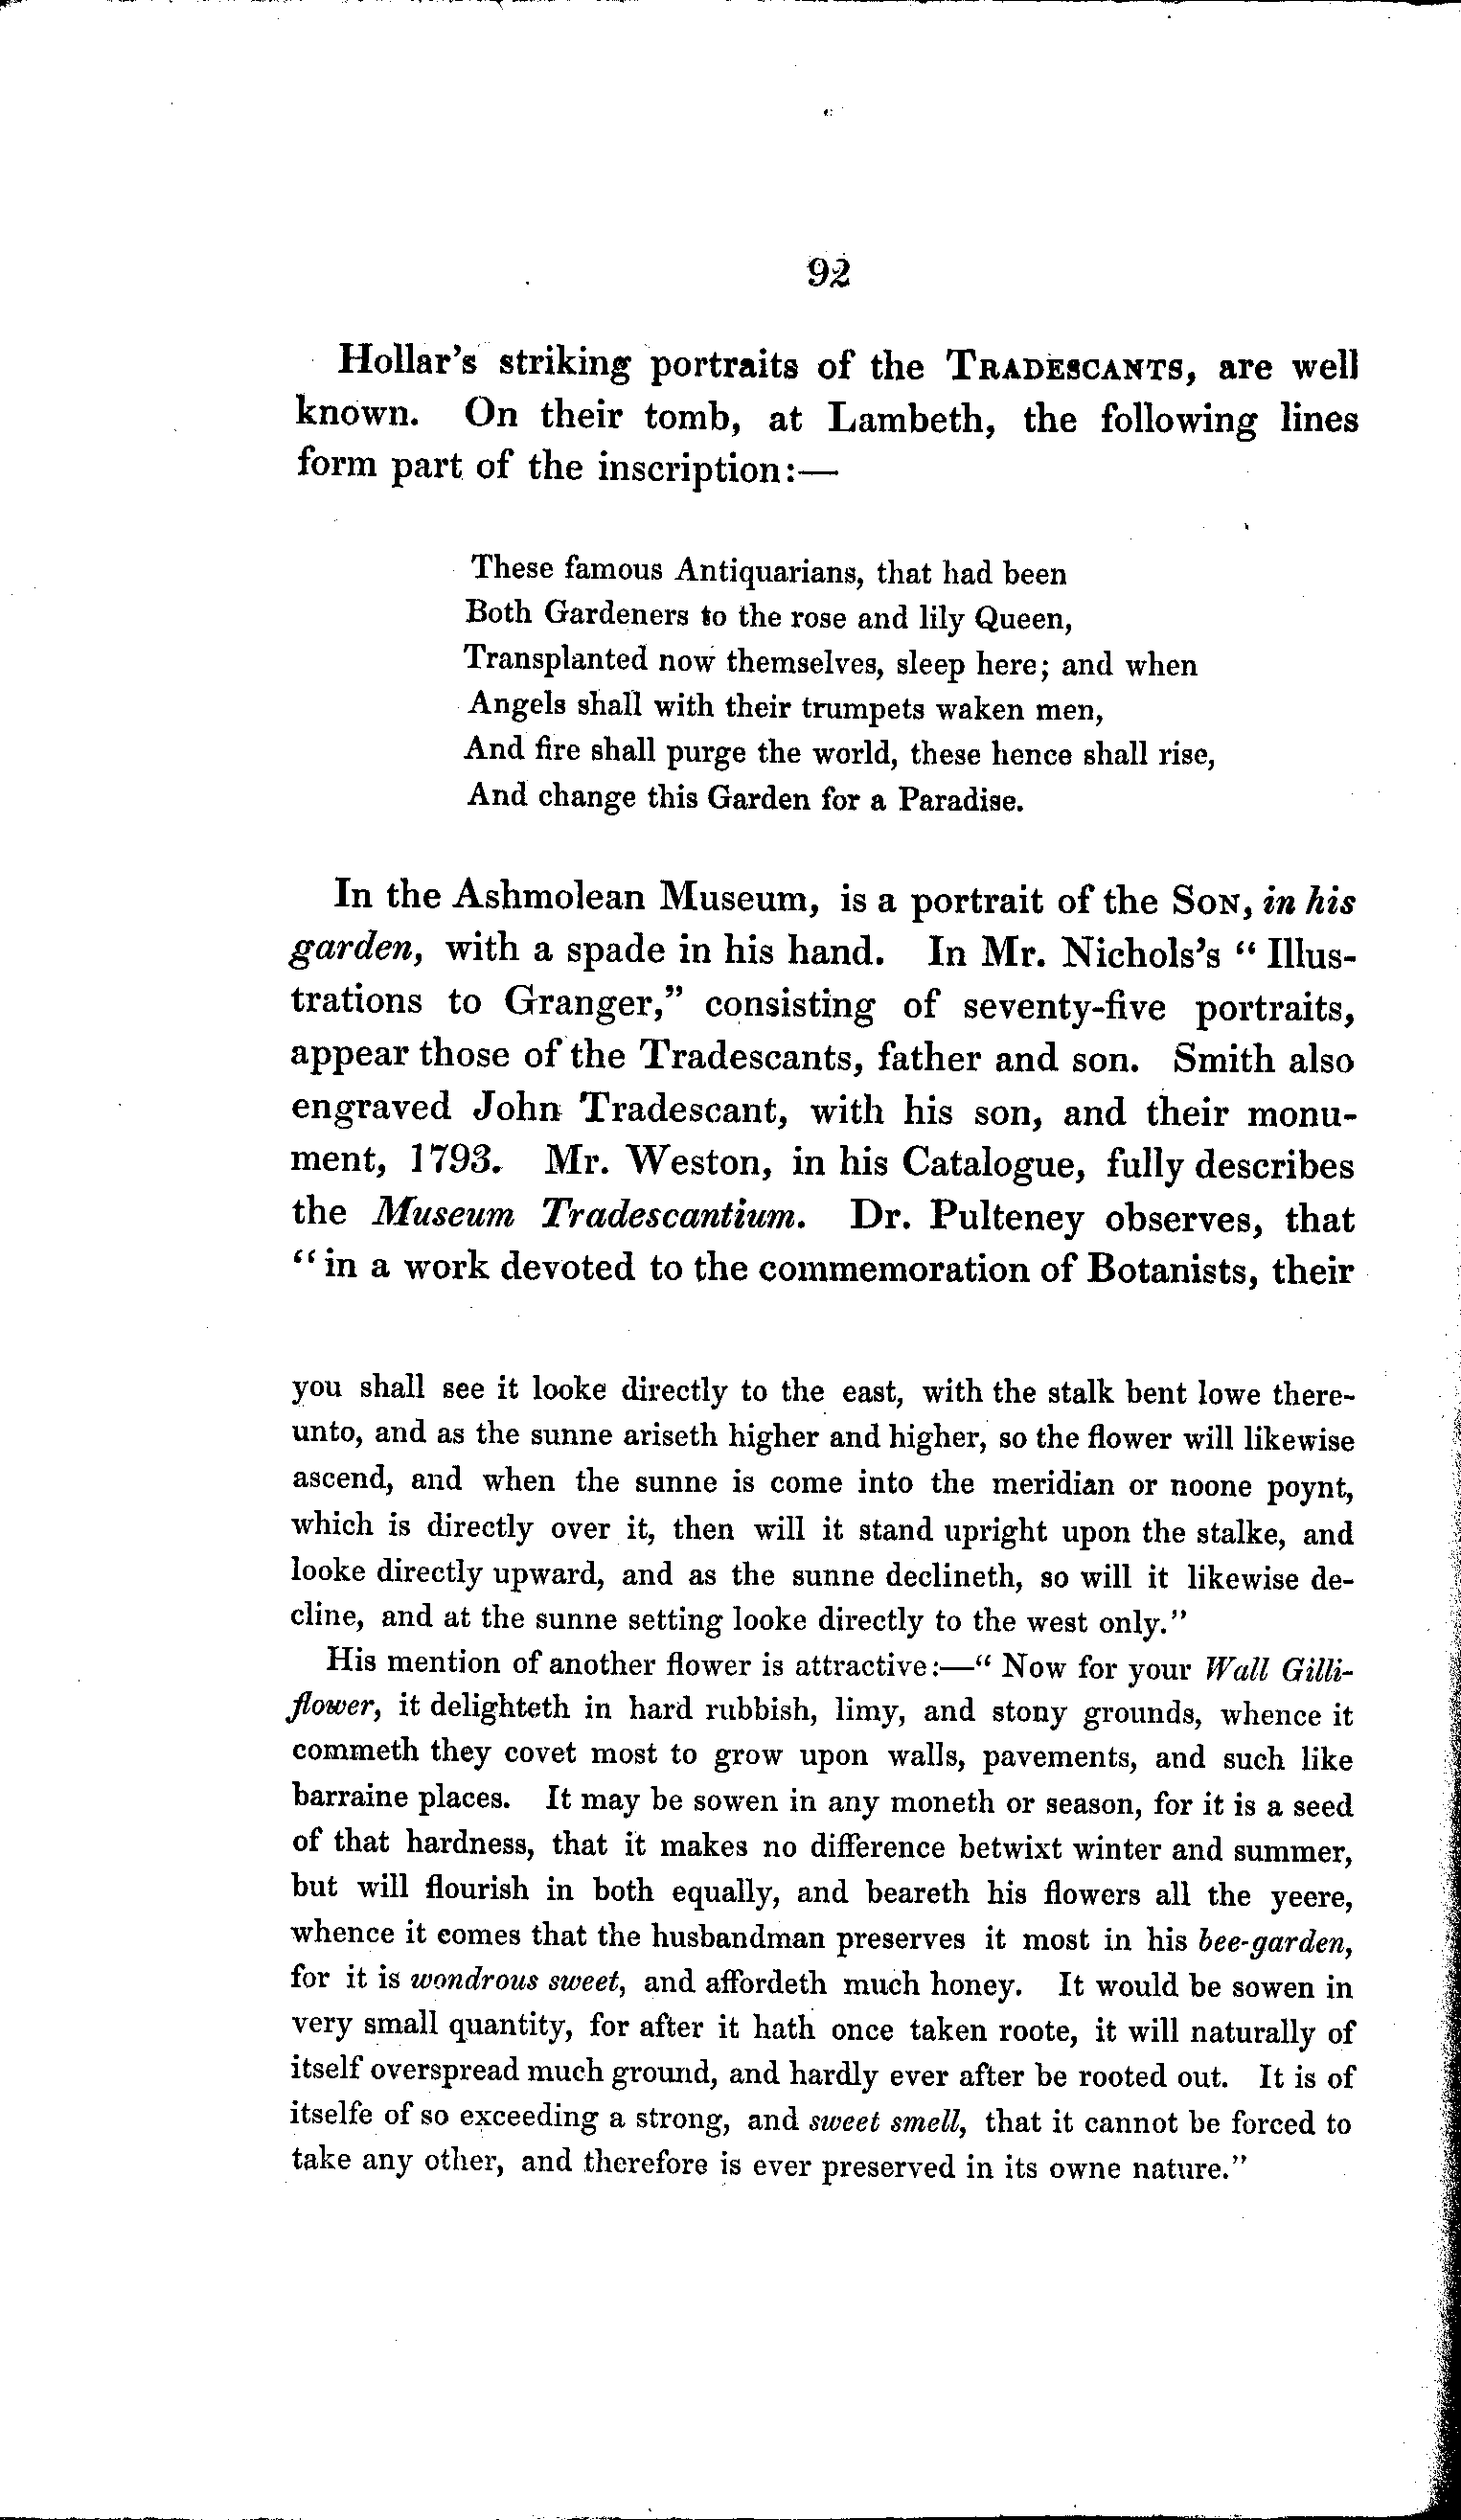 92
Hollar's striking portraits of the TRADESCANTS, are well
known. On their tomb, at Lambeth, the following lines
form part of the inscription:—
These famous Antiquarians, that had been
Both Gardeners to the rose and lily Queen,
Transplanted now themselves, sleep here; and when
Angels shall with their trumpets waken men,
And fire shall purge the world, these hence shall rise,
And change this Garden for a Paradise.
In the Ashmolean Museum, is a portrait of the SON, in his
garden, with a spade in his hand. In Mr. Nichols's "Illus-
trations to Granger," consisting of seventy-five portraits,
appear those of the Tradescants, father and son. Smith also
engraved John Tradescant, with his son, and their monu-
ment, 1793. Mr. Weston, in his Catalogue, fully describes
the Museum Tradescantium. Dr. Pulteney observes, that
"in a work devoted to the commemoration of Botanists, their
you shall see it looke directly to the east, with the stalk bent lowe there-
unto, and as the sunne ariseth higher and higher, so the flower will likewise
ascend, and when the sunne is come into the meridian or noone poynt,
which is directly over it, then will it stand upright upon the stalke, and
looke directly upward, and as the sunne declineth, so will it likewise de-
cline, and at the sunne setting looke directly to the west only."
His mention of another flower is attractive:—"Now for your Wall Gilli-
flower, it delighteth in hard rubbish, limy, and stony grounds, whence it
commeth they covet most to grow upon walls, pavements, and such like
barraine places. It may be sowen in any moneth or season, for it is a seed
of that hardness, that it makes no difference betwixt winter and summer,
but will flourish in both equally, and beareth his flowers all the yeere,
whence it comes that the husbandman preserves it most in his bee-garden,
for it is wondrous sweet, and affordeth much honey. It would be sowen in
very small quantity, for after it hath once taken roote, it will naturally of
itself overspread much ground, and hardly ever after be rooted out. It is of
itselfe of so exceeding a strong, and sweet smell, that it cannot be forced to
take any other, and therefore is ever preserved in its owne nature."